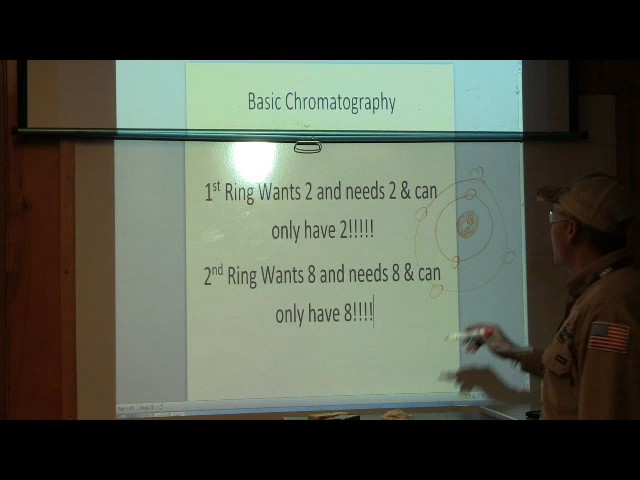 Basic Chromatography
1st Ring Wants 2 and needs 2 & can
only have 2!!!!!
2nd Ring Wants 8 and needs 8 & can
only have 8!!!!